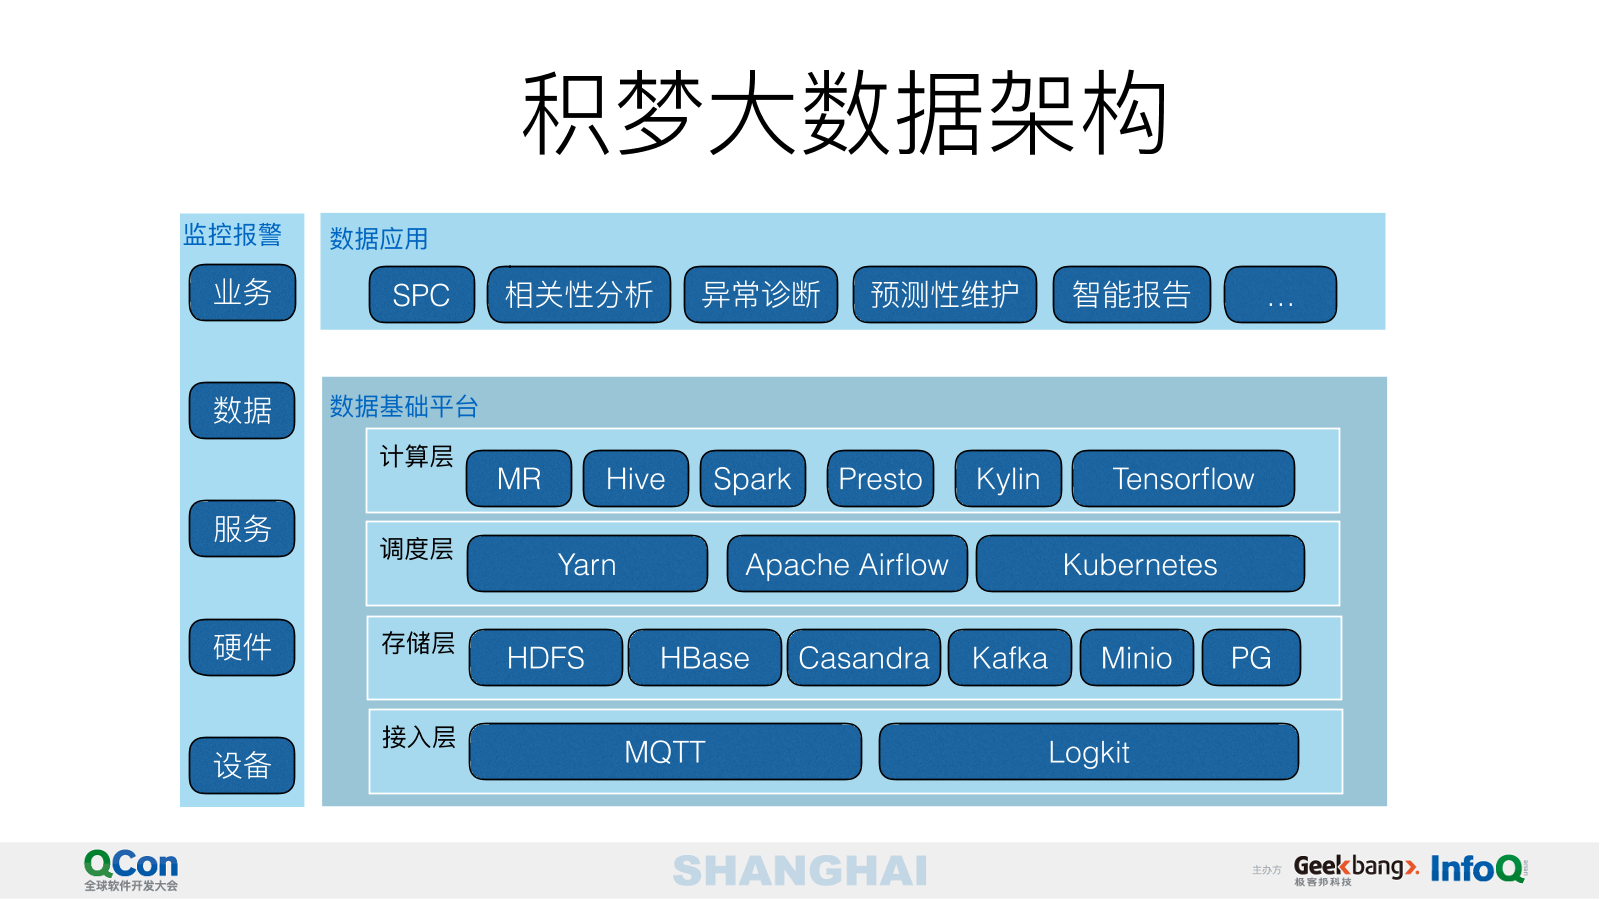 积梦大数据架构
监控报警
业务
数据
服务
硬件
设备
数据应用
SPC 相关性分析 异常诊断 预测性维护 智能报告 ...
数据基础平台
计算层 MR Hive Spark Presto Kylin Tensorflow
调度层 Yarn Apache Airflow Kubernetes
存储层 HDFS HBase Casandra Kafka Minio PG
接入层 MQTT Logkit
QCon
全球软件开发大会
SHANGHAI
主办方 Geekbang>. InfoQ
极客邦科技